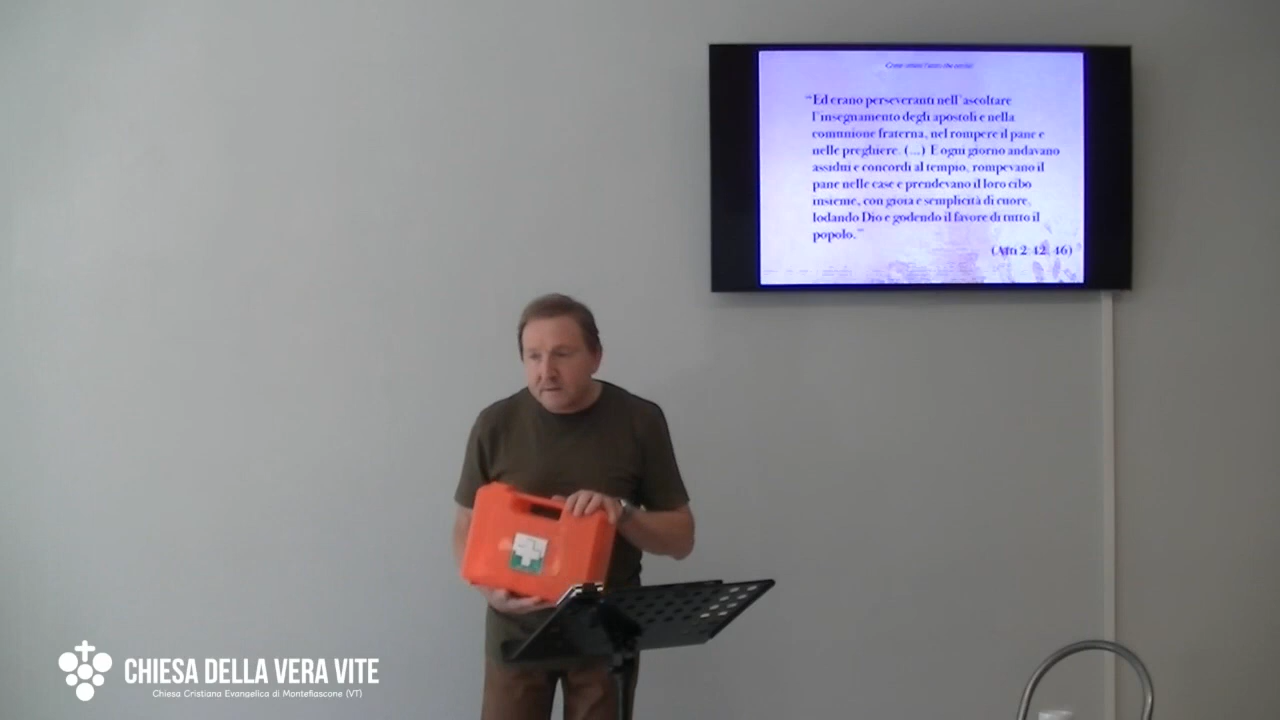 "Ed erano perseveranti nell'ascoltare
l'insegnamento degli apostoli e nella
comunione fraterna, nel rompere il pane e
nelle preghiere. (...) E ogni giorno andavano
assidui e concordi al tempio, rompevano il
pane nelle case e prendevano il loro cibo
insieme, con gioia e semplicità di cuore,
lodando Dio e godendo il favore di tutto il
popolo."
(Atti 2:42, 46)
CHIESA DELLA VERA VITE
Chiesa Cristiana Evangelica di Montefiascone (VT)